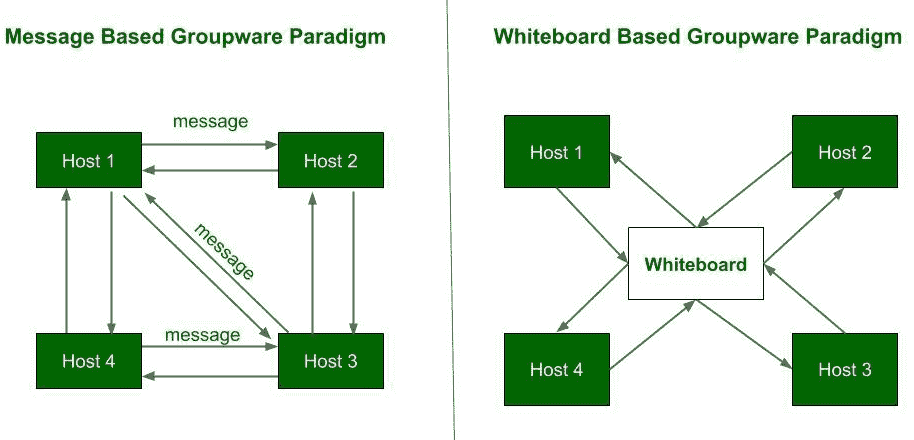 Message Based Groupware Paradigm
message
Host 1
Host 2
message
message
Host 4
Host 3
Whiteboard Based Groupware Paradigm
Host 1
Host 2
Whiteboard
Host 4
Host 3